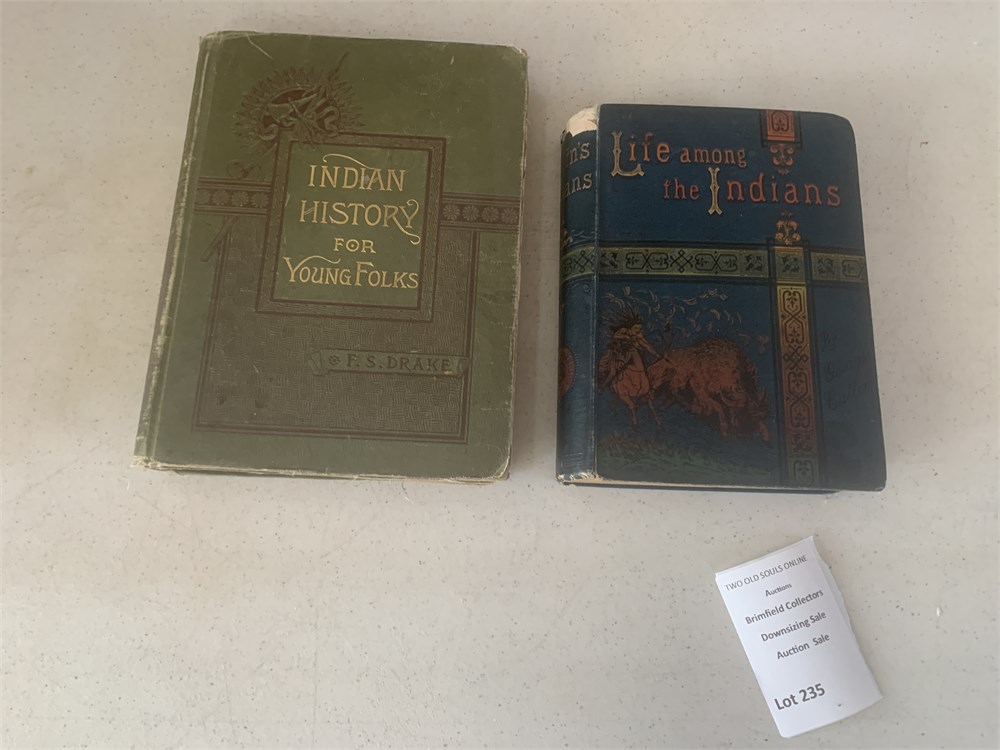 INDIAN
HISTORY
FOR
YOUNG FOLKS
F. S. DRAKE
Life among
the Indians
TWO OLD SOULS ONLINE
Auctions
Brimfield Collectors
Downsizing Sale
Auction Sale
Lot 235